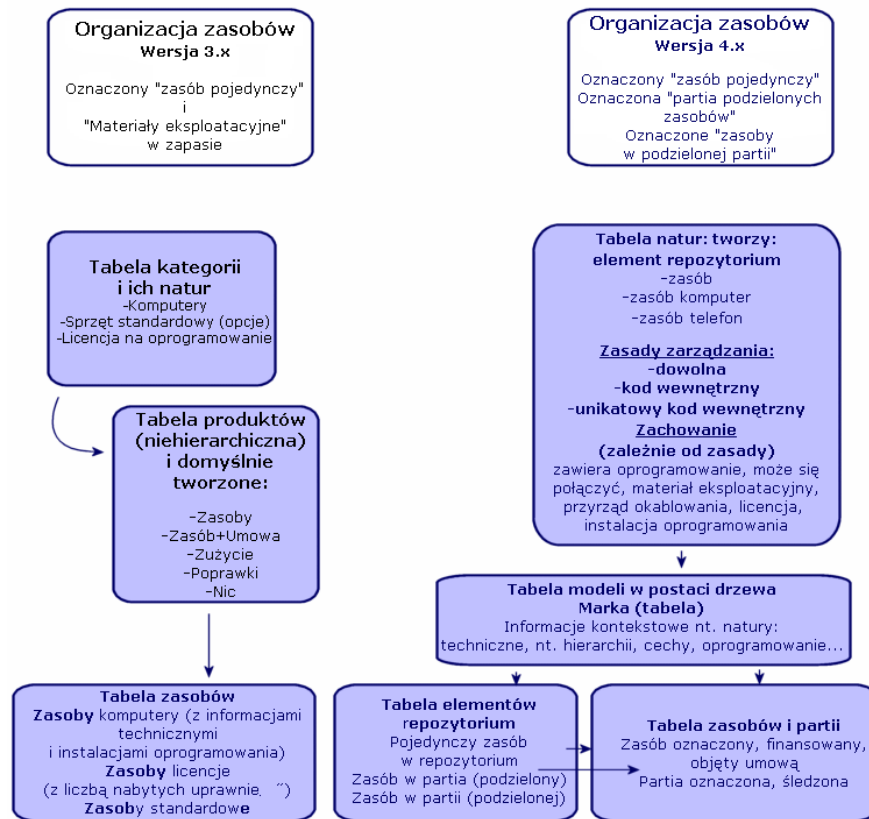 Organizacja zasobów
Wersja 3.x
Oznaczony "zasób pojedynczy"
i
"Materiały eksploatacyjne"
w zapasie
Tabela kategorii
i ich natur
-Komputery
-Sprzęt standardowy (opcje)
-Licencja na oprogramowanie
Tabela produktów
(niehierarchiczna)
i domyślnie
tworzone:
-Zasoby
-Zasób+Umowa
-Zużycie
-Poprawki
-Nic
Tabela zasobów
Zasoby komputery (z informacjami
technicznymi
i instalacjami oprogramowania)
Zasoby licencje
(z liczbą nabytych uprawnie ˝)
Zasoby standardowe
Organizacja zasobów
Wersja 4.x
Oznaczony "zasób pojedynczy"
Oznaczona "partia podzielonych
zasobów"
Oznaczone "zasoby
w podzielonej partii"
Tabela natur: tworzy:
element repozytorium
-zasób
-zasób komputer
-zasób telefon
Zasady zarządzania:
-dowolna
-kod wewnętrzny
-unikatowy kod wewnętrzny
Zachowanie
(zależnie od zasady)
zawiera oprogramowanie, może się
połączyć, materiał eksploatacyjny,
przyrząd okablowania, licencja,
instalacja oprogramowania
Tabela modeli w postaci drzewa
Marka (tabela)
Informacje kontekstowe nt. natury:
techniczne, nt. hierarchii, cechy, oprogramowanie...
Tabela elementów
repozytorium
Pojedynczy zasób
w repozytorium
Zasób w partia (podzielony)
Zasób w partii (podzielonej)
Tabela zasobów i partii
Zasób oznaczony, finansowany,
objęty umową
Partia oznaczona, śledzona